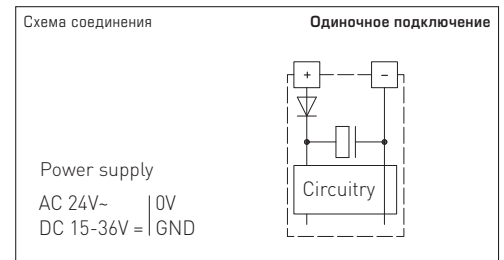 Схема соединения
Одиночное подключение
+ −
Power supply
Circuitry
AC 24V~ | 0V
DC 15-36V = | GND